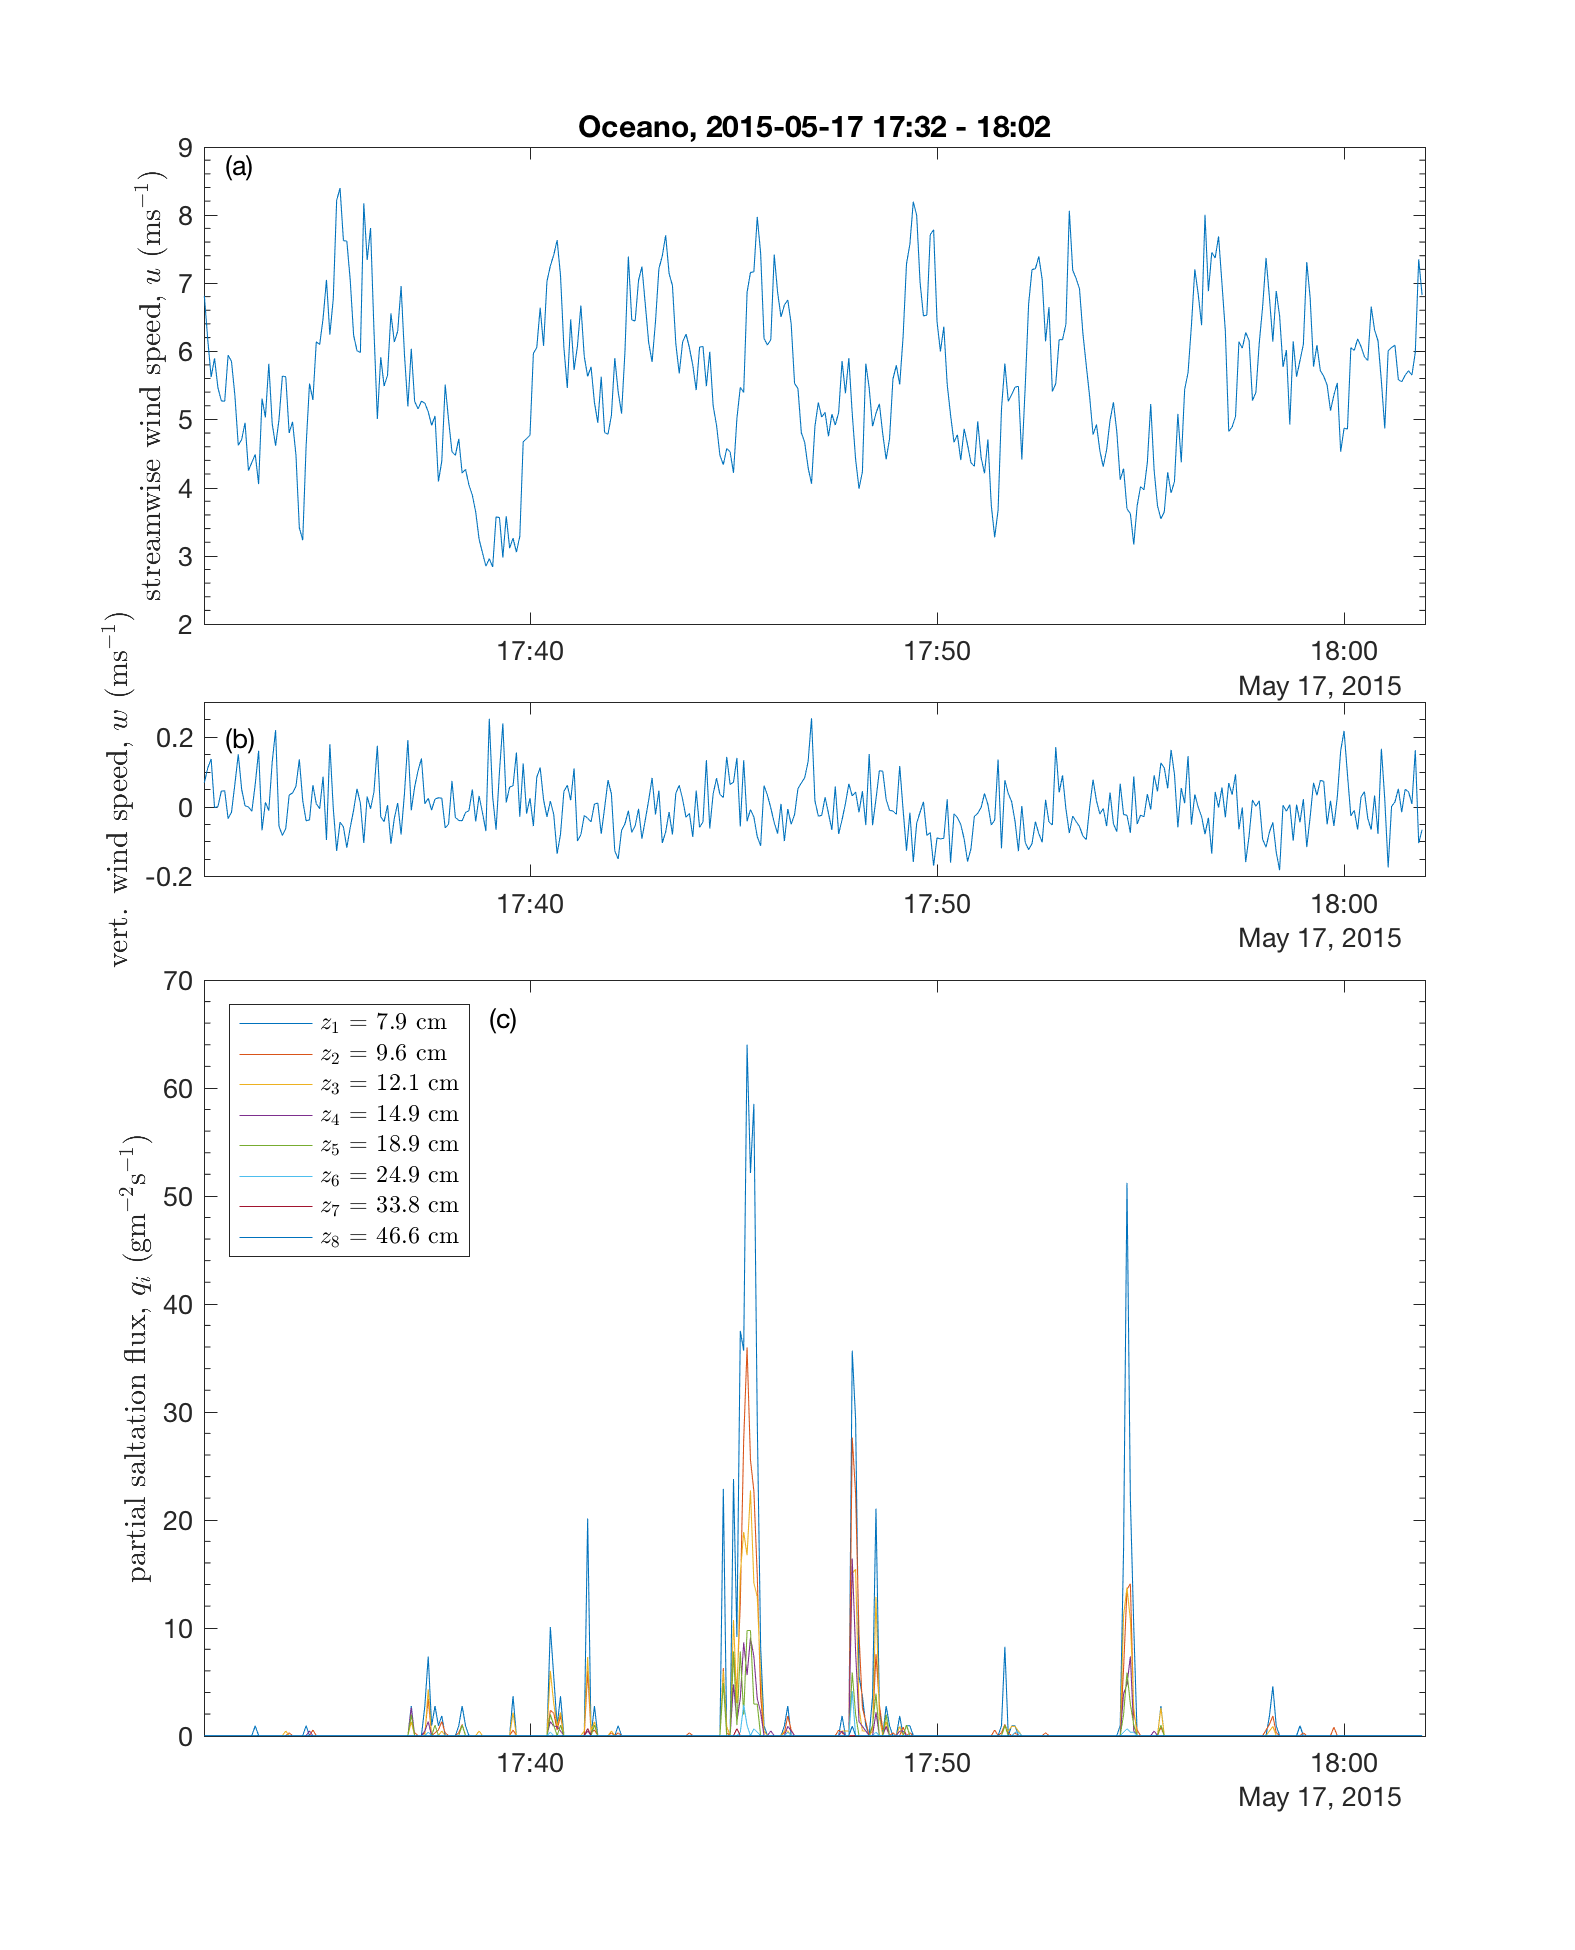 Oceano, 2015-05-17 17:32 - 18:02
(a)
streamwise wind speed, u (ms⁻¹)
9
8
7
6
5
4
3
2
17:40 17:50 18:00
May 17, 2015
(b)
vert. wind speed, w (ms⁻¹)
0.2
0
-0.2
17:40 17:50 18:00
May 17, 2015
(c)
partial saltation flux, qᵢ (gm⁻²s⁻¹)
70
60
50
40
30
20
10
0
z₁ = 7.9 cm
z₂ = 9.6 cm
z₃ = 12.1 cm
z₄ = 14.9 cm
z₅ = 18.9 cm
z₆ = 24.9 cm
z₇ = 33.8 cm
z₈ = 46.6 cm
17:40 17:50 18:00
May 17, 2015